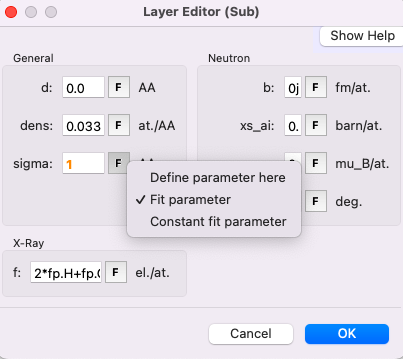 Layer Editor (Sub)
Show Help
General
Neutron
d: 0.0 F AA
b: 0j F fm/at.
dens: 0.033 F at./AA
xs_ai: 0. F barn/at.
sigma: 1 F
mu_B/at.
F deg.
Define parameter here
✓ Fit parameter
Constant fit parameter
X-Ray
f: 2*fp.H+fp. F el./at.
Cancel
OK